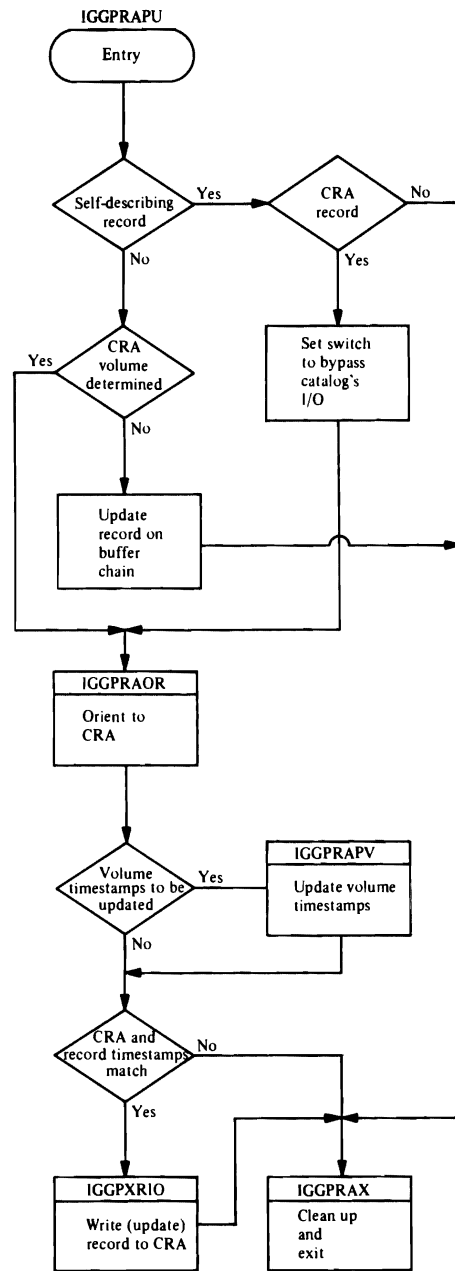 IGGPRAPU
Entry
Self-describing
record
Yes
No
CRA
record
No
Yes
CRA
volume
determined
Yes
No
Set switch
to bypass
catalog's
I/O
Update
record on
buffer
chain
IGGPRAOR
Orient to
CRA
Volume
timestamps to be
updated
Yes
No
IGGPRAPV
Update volume
timestamps
CRA and
record timestamps
match
No
Yes
IGGPXRIO
Write (update)
record to CRA
IGGPRAX
Clean up
and
exit